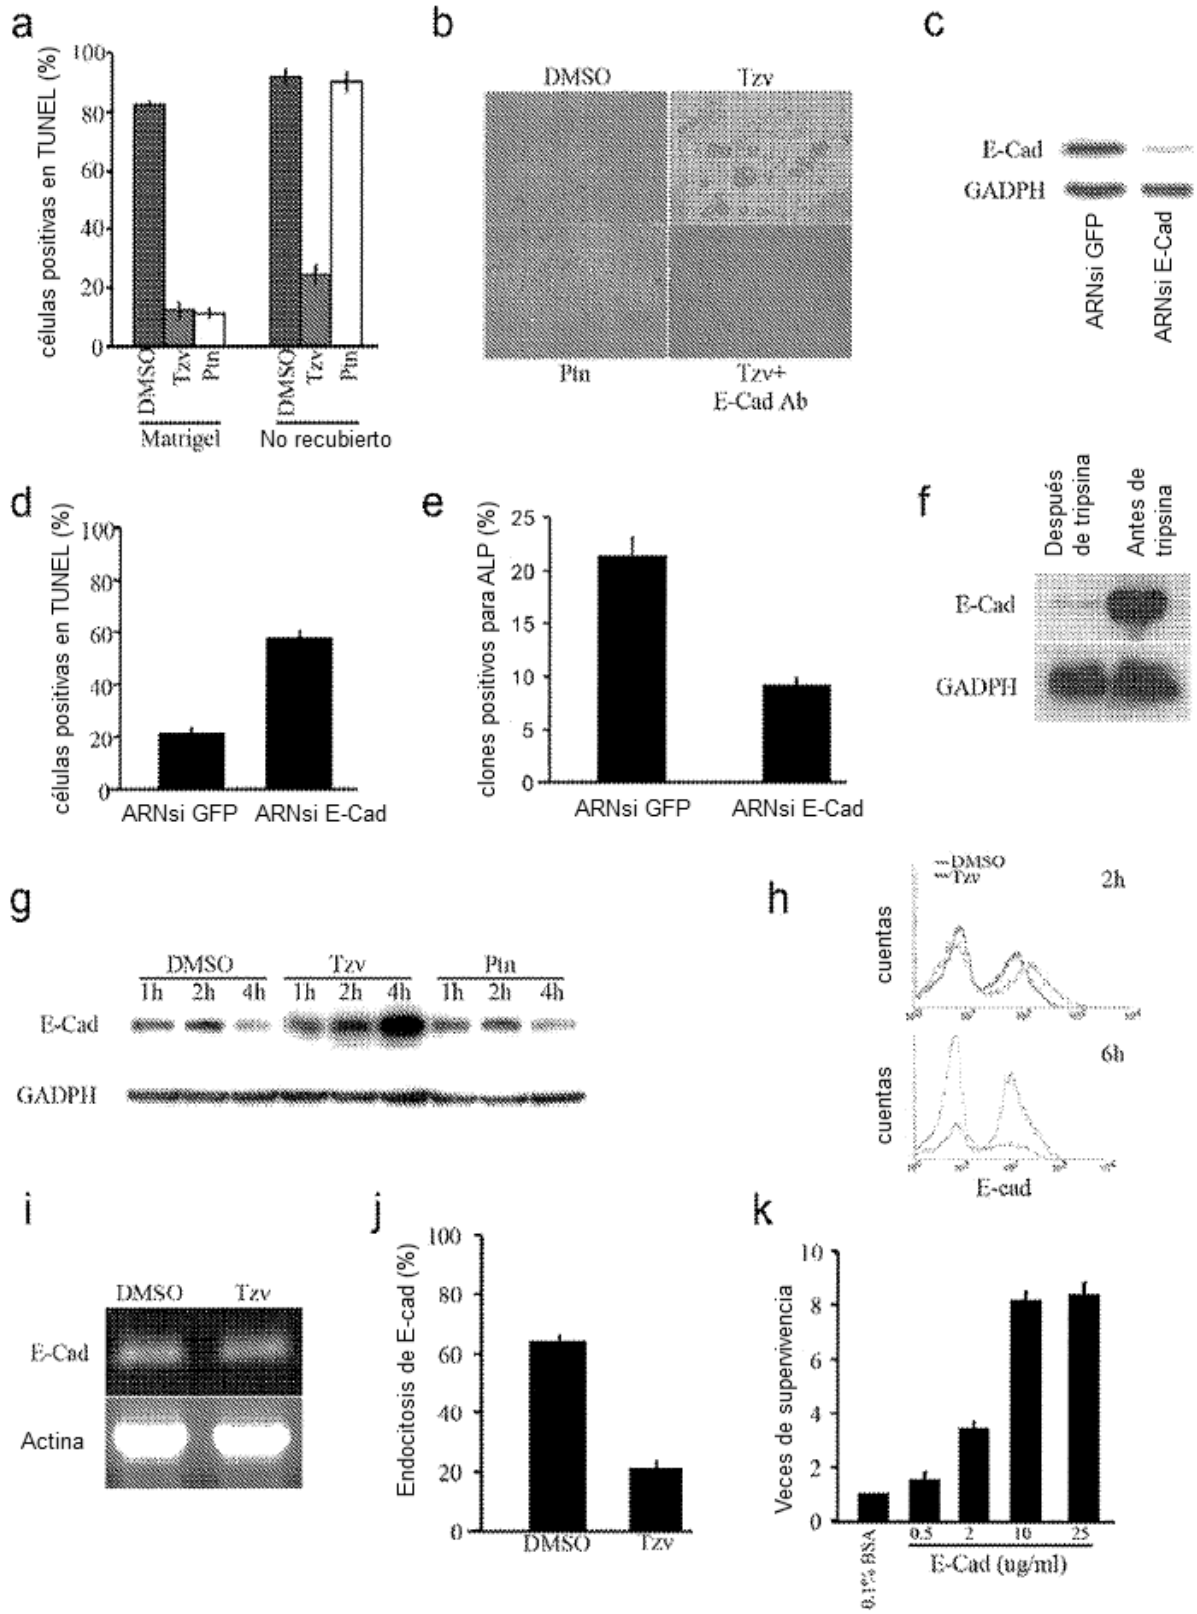 a
células positivas en TUNEL (%)
100
80
60
40
20
0
DMSO
Tzv
Ptn
DMSO
Tzv
Ptn
Matrigel
No recubierto
b
DMSO
Tzv
Ptn
Tzv+
E-Cad Ab
c
E-Cad
GADPH
ARNsi GFP
ARNsi E-Cad
d
células positivas en TUNEL (%)
100
80
60
40
20
0
ARNsi GFP
ARNsi E-Cad
e
clones positivos para ALP (%)
25
20
15
10
5
0
ARNsi GFP
ARNsi E-Cad
f
Después
de tripsina
Antes de
tripsina
E-Cad
GADPH
g
DMSO
Tzv
Ptn
1h 2h 4h 1h 2h 4h 1h 2h 4h
E-Cad
GADPH
h
DMSO
Tzv
2h
cuentas
6h
cuentas
E-cad
i
DMSO
Tzv
E-Cad
Actina
j
Endocitosis de E-cad (%)
100
80
60
40
20
0
DMSO
Tzv
k
Veces de supervivencia
10
8
6
4
2
0
0.1% BSA
0.5
2
10
25
E-Cad (ug/ml)